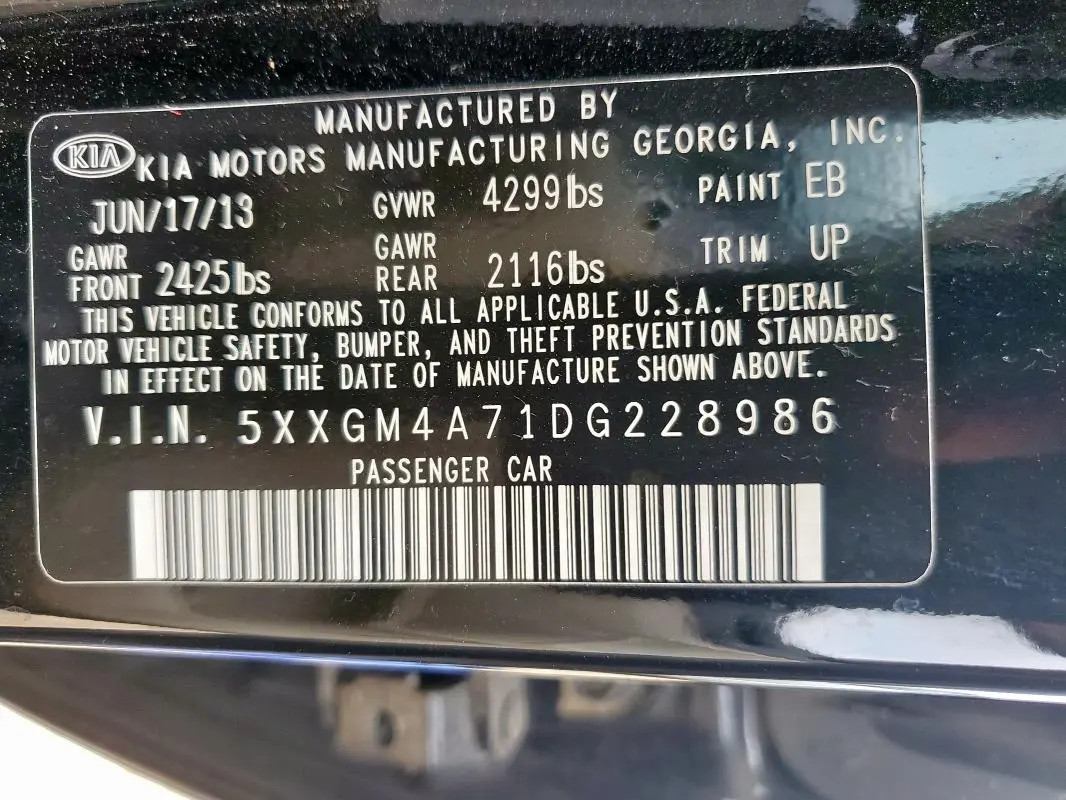 MANUFACTURED BY
KIA KIA MOTORS MANUFACTURING GEORGIA, INC.
JUN/17/13 GVWR 4299lbs PAINT EB
GAWR FRONT 2425lbs GAWR REAR 2116lbs TRIM UP
THIS VEHICLE CONFORMS TO ALL APPLICABLE U.S.A. FEDERAL
MOTOR VEHICLE SAFETY, BUMPER, AND THEFT PREVENTION STANDARDS
IN EFFECT ON THE DATE OF MANUFACTURE SHOWN ABOVE.
V.I.N. 5XXGM4A71DG228986
PASSENGER CAR